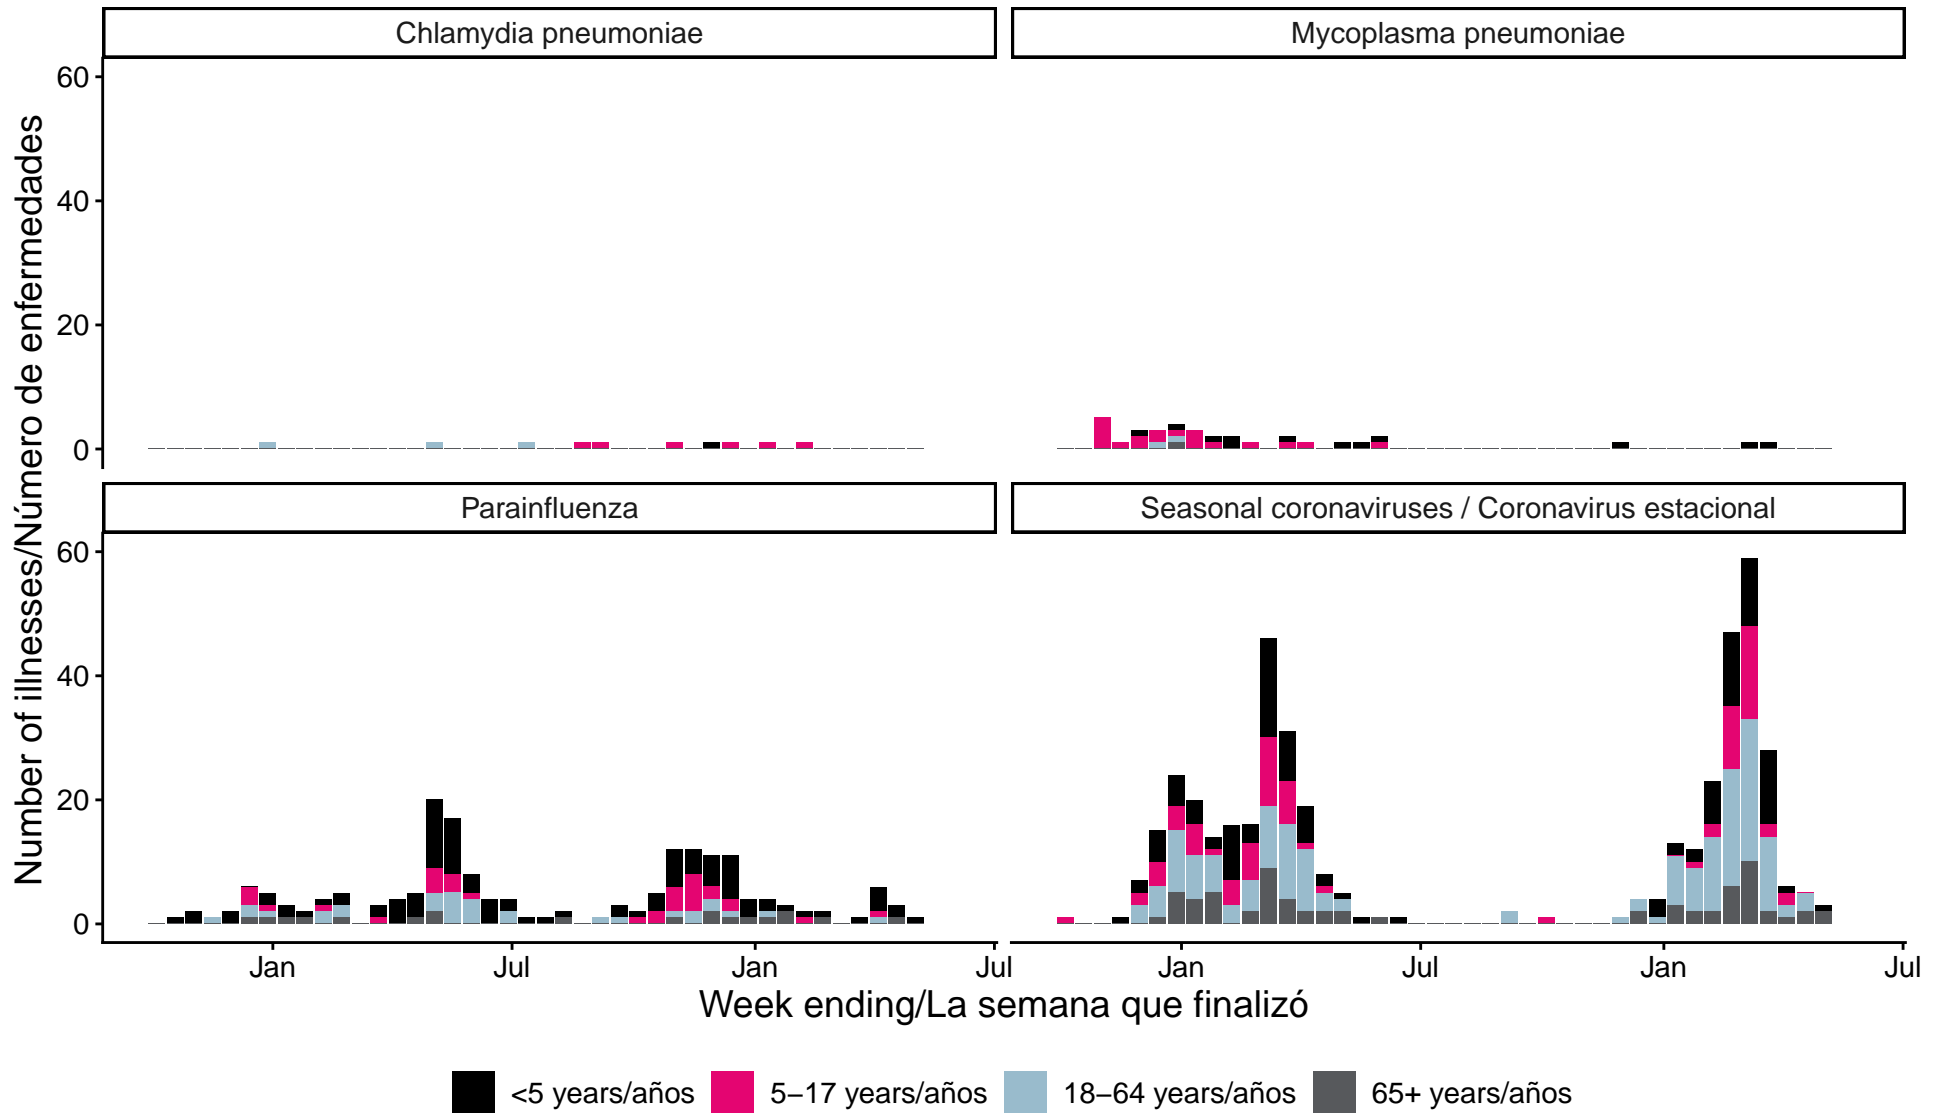 Chlamydia pneumoniae
Mycoplasma pneumoniae
60
40
20
0
Parainfluenza
Seasonal coronaviruses / Coronavirus estacional
60
40
20
0
Number of illnesses/Número de enfermedades
Jan Jul Jan Jul
Jan Jul Jan Jul
Week ending/La semana que finalizó
<5 years/años 5–17 years/años 18–64 years/años 65+ years/años